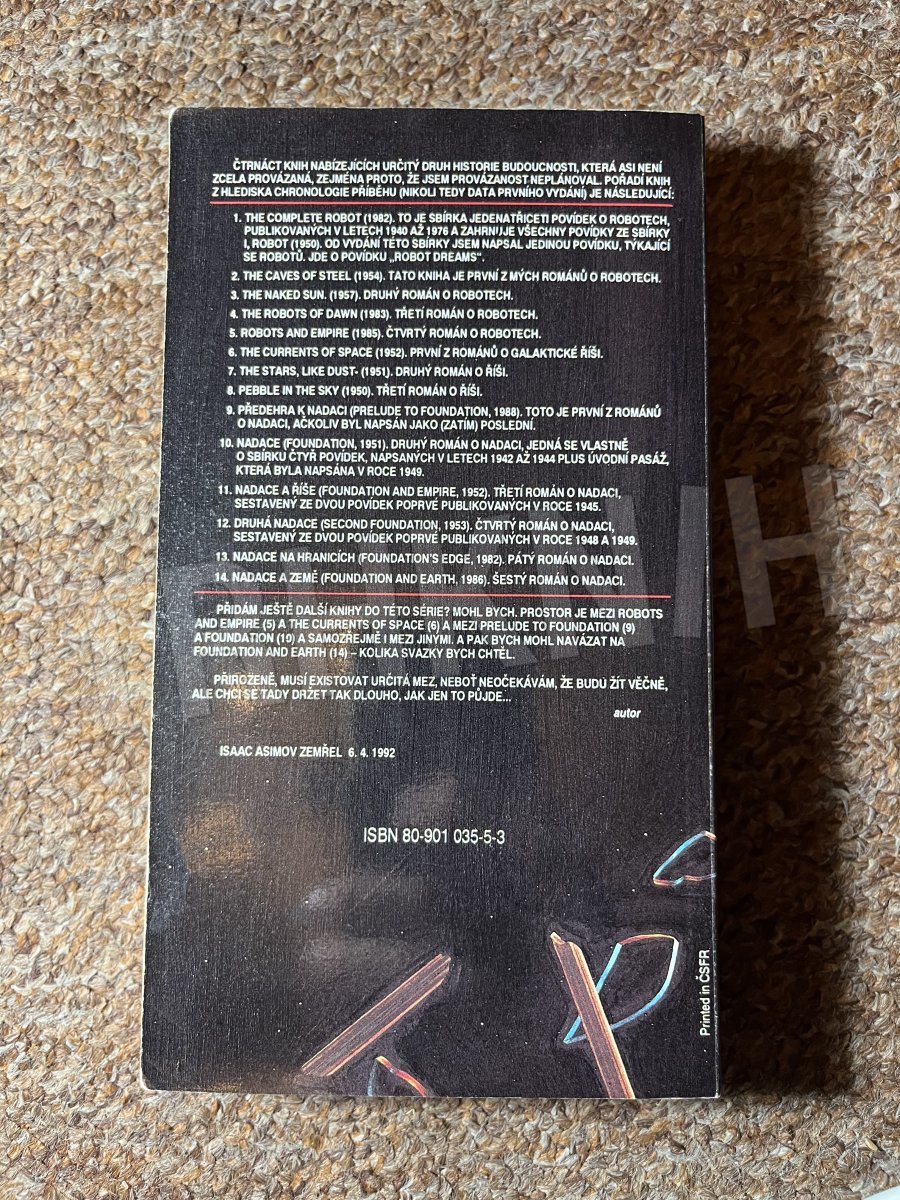 ČTRNÁCT KNIH NABÍZEJÍCÍCH URČITÝ DRUH HISTORIE BUDOUCNOSTI, KTERÁ ASI NENÍ
ZCELA PROVÁZANÁ, ZEJMÉNA PROTO, ŽE JSEM PROVÁZANOST NEPLÁNOVAL. POŘADÍ KNIH
Z HLEDISKA CHRONOLOGIE PŘÍBĚHU (NIKOLI TEDY DATA PRVNÍHO VYDÁNÍ) JE NÁSLEDUJÍCÍ:
1. THE COMPLETE ROBOT (1982). TO JE SBÍRKA JEDENATŘICETI POVÍDEK O ROBOTECH,
PUBLIKOVANÝCH V LETECH 1940 AŽ 1976 A ZAHRNUJE VŠECHNY POVÍDKY ZE SBÍRKY
I, ROBOT (1950). OD VYDÁNÍ TÉTO SBÍRKY JSEM NAPSAL JEDINOU POVÍDKU, TÝKAJÍCÍ
SE ROBOTŮ. JDE O POVÍDKU „ROBOT DREAMS“.
2. THE CAVES OF STEEL (1954). TATO KNIHA JE PRVNÍ Z MÝCH ROMÁNŮ O ROBOTECH.
3. THE NAKED SUN. (1957). DRUHÝ ROMÁN O ROBOTECH.
4. THE ROBOTS OF DAWN (1983). TŘETÍ ROMÁN O ROBOTECH.
5. ROBOTS AND EMPIRE (1985). ČTVRTÝ ROMÁN O ROBOTECH.
6. THE CURRENTS OF SPACE (1952). PRVNÍ Z ROMÁNŮ O GALAKTICKÉ ŘÍŠI.
7. THE STARS, LIKE DUST- (1951). DRUHÝ ROMÁN O ŘÍŠI.
8. PEBBLE IN THE SKY (1950). TŘETÍ ROMÁN O ŘÍŠI.
9. PŘEDEHRA K NADACI (PRELUDE TO FOUNDATION, 1988). TOTO JE PRVNÍ Z ROMÁNŮ
O NADACI, AČKOLIV BYL NAPSÁN JAKO (ZATÍM) POSLEDNÍ.
10. NADACE (FOUNDATION, 1951). DRUHÝ ROMÁN O NADACI, JEDNÁ SE VLASTNĚ
O SBÍRKU ČTYŘ POVÍDEK, NAPSANÝCH V LETECH 1942 AŽ 1944 PLUS ÚVODNÍ PASÁŽ,
KTERÁ BYLA NAPSÁNA V ROCE 1949.
11. NADACE A ŘÍŠE (FOUNDATION AND EMPIRE, 1952). TŘETÍ ROMÁN O NADACI,
SESTAVENÝ ZE DVOU POVÍDEK POPRVÉ PUBLIKOVANÝCH V ROCE 1945.
12. DRUHÁ NADACE (SECOND FOUNDATION, 1953). ČTVRTÝ ROMÁN O NADACI,
SESTAVENÝ ZE DVOU POVÍDEK POPRVÉ PUBLIKOVANÝCH V ROCE 1948 A 1949.
13. NADACE NA HRANICÍCH (FOUNDATION'S EDGE, 1982). PÁTÝ ROMÁN O NADACI.
14. NADACE A ZEMĚ (FOUNDATION AND EARTH. 1986). ŠESTÝ ROMÁN O NADACI.
PŘIDÁM JEŠTĚ DALŠÍ KNIHY DO TÉTO SÉRIE? MOHL BYCH. PROSTOR JE MEZI ROBOTS
AND EMPIRE (5) A THE CURRENTS OF SPACE (6) A MEZI PRELUDE TO FOUNDATION (9)
A FOUNDATION (10) A SAMOZŘEJMĚ I MEZI JINÝMI. A PAK BYCH MOHL NAVÁZAT NA
FOUNDATION AND EARTH (14) – KOLIKA SVAZKY BYCH CHTĚL.
PŘIROZENĚ, MUSÍ EXISTOVAT URČITÁ MEZ, NEBOŤ NEOČEKÁVÁM, ŽE BUDU ŽÍT VĚČNĚ,
ALE CHCI SE TADY DRŽET TAK DLOUHO, JAK JEN TO PŮJDE...
autor
ISAAC ASIMOV ZEMŘEL 6. 4. 1992
ISBN 80-901 035-5-3
Printed in ČSFR